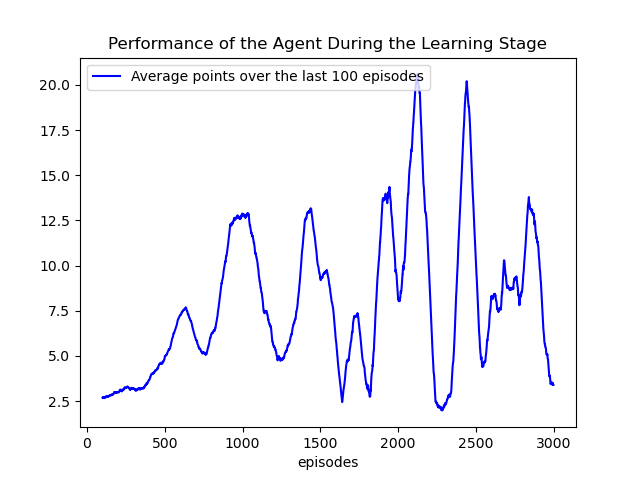 Performance of the Agent During the Learning Stage
Average points over the last 100 episodes
20.0
17.5
15.0
12.5
10.0
7.5
5.0
2.5
0 500 1000 1500 2000 2500 3000
episodes